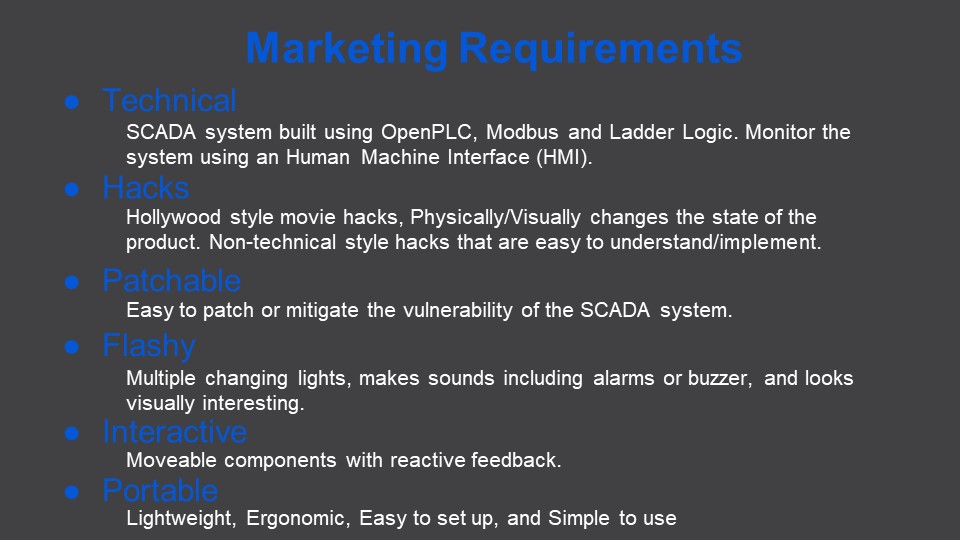 Marketing Requirements
● Technical
SCADA system built using OpenPLC, Modbus and Ladder Logic. Monitor the
system using an Human Machine Interface (HMI).
● Hacks
Hollywood style movie hacks, Physically/Visually changes the state of the
product. Non-technical style hacks that are easy to understand/implement.
● Patchable
Easy to patch or mitigate the vulnerability of the SCADA system.
● Flashy
Multiple changing lights, makes sounds including alarms or buzzer, and looks
visually interesting.
● Interactive
Moveable components with reactive feedback.
● Portable
Lightweight, Ergonomic, Easy to set up, and Simple to use